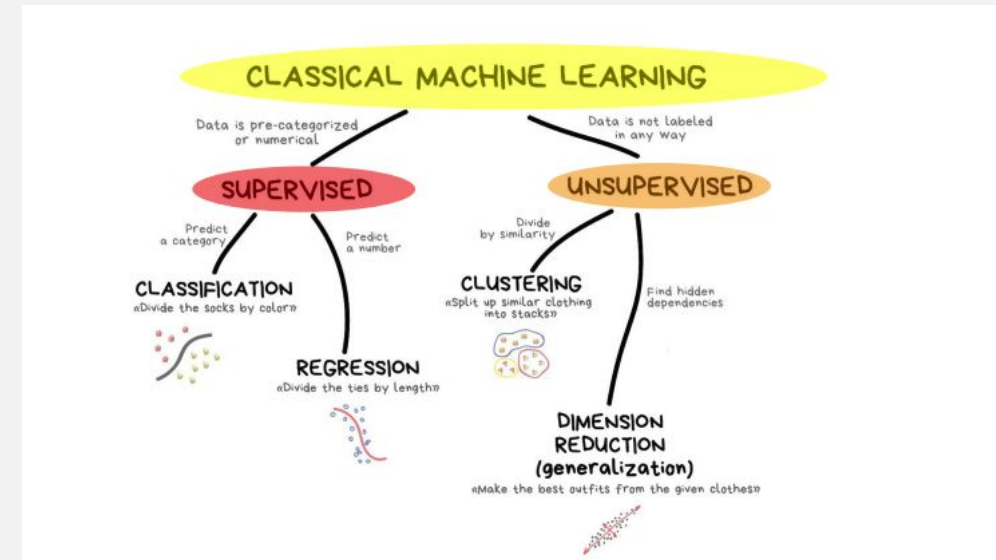 CLASSICAL MACHINE LEARNING
Data is pre-categorized
or numerical
Data is not labeled
in any way
SUPERVISED
UNSUPERVISED
Predict
a category
Predict
a number
Divide
by similarity
Find hidden
dependencies
CLASSIFICATION
«Divide the socks by color»
REGRESSION
«Divide the ties by length»
CLUSTERING
«Split up similar clothing
into stacks»
DIMENSION
REDUCTION
(generalization)
«Make the best outfits from the given clothes»